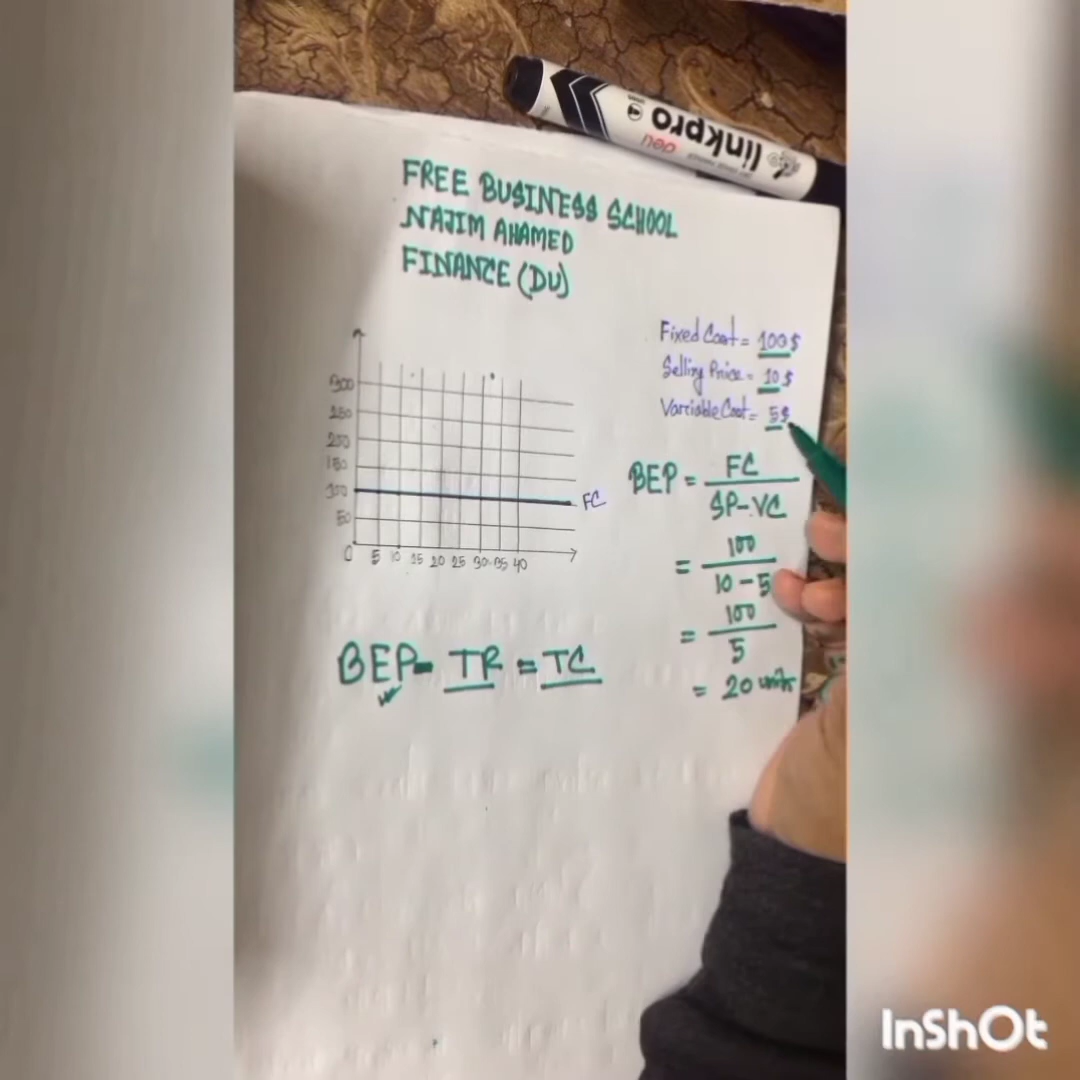 linkpro
deli
FREE BUSINESS SCHOOL
NAJIM AHAMED
FINANCE (DU)
Fixed Cost = 100$
Selling Price = 10$
Variable Cost = 5$
300
250
200
150
100
50
0 5 10 15 20 25 30 35 40
FC
BEP = FC
SP-VC
= 100
10-5
= 100
5
= 20 units
BEP- TR = TC
InShOt